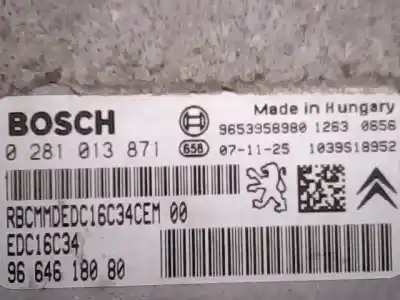 BOSCH
Made in Hungary
9653958980 1263 0656
0 281 013 871 658 07-11-25 1039S18952
RBCMMDEDC16C34CEM 00
EDC16C34
96 646 180 80